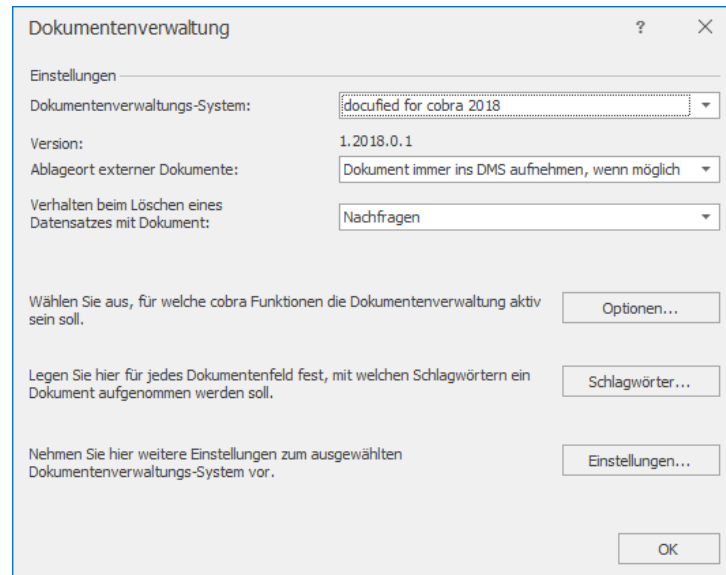 Dokumentenverwaltung ?
Einstellungen
Dokumentenverwaltungs-System: docufied for cobra 2018
Version: 1.2018.0.1
Ablageort externer Dokumente: Dokument immer ins DMS aufnehmen, wenn möglich
Verhalten beim Löschen eines
Datensatzes mit Dokument: Nachfragen
Wählen Sie aus, für welche cobra Funktionen die Dokumentenverwaltung aktiv
sein soll.
Optionen...
Legen Sie hier für jedes Dokumentenfeld fest, mit welchen Schlagwörtern ein
Dokument aufgenommen werden soll.
Schlagwörter...
Nehmen Sie hier weitere Einstellungen zum ausgewählten
Dokumentenverwaltungs-System vor.
Einstellungen...
OK